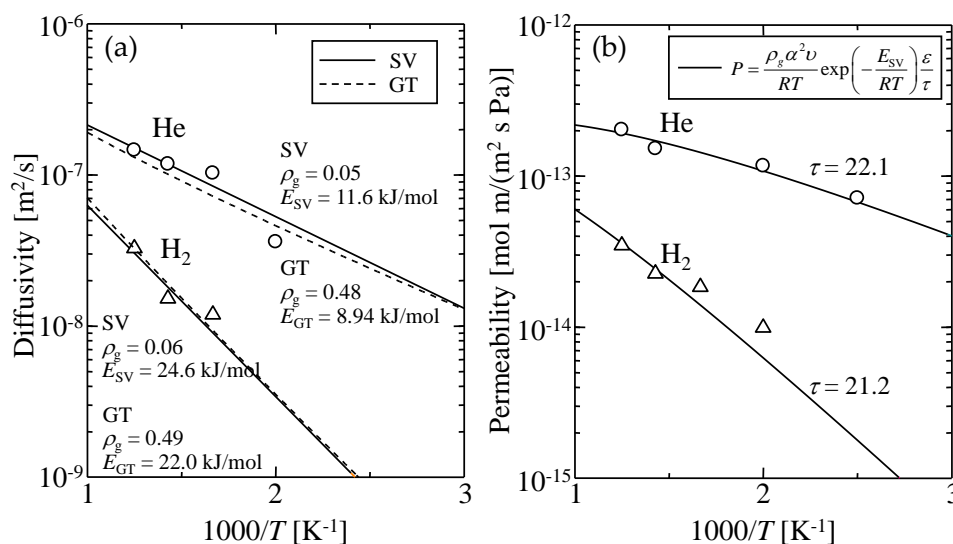 (a)
SV
GT
He
SV
ρg = 0.05
ESV = 11.6 kJ/mol
H2
GT
ρg = 0.48
EGT = 8.94 kJ/mol
SV
ρg = 0.06
ESV = 24.6 kJ/mol
GT
ρg = 0.49
EGT = 22.0 kJ/mol
10-6
10-7
10-8
10-9
Diffusivity [m2/s]
1 2 3
1000/T [K-1]
(b)
P = ρgα2υ/RT exp(−ESV/RT) ε/τ
He
τ = 22.1
H2
τ = 21.2
10-12
10-13
10-14
10-15
Permeability [mol m/(m2 s Pa)]
1 2 3
1000/T [K-1]